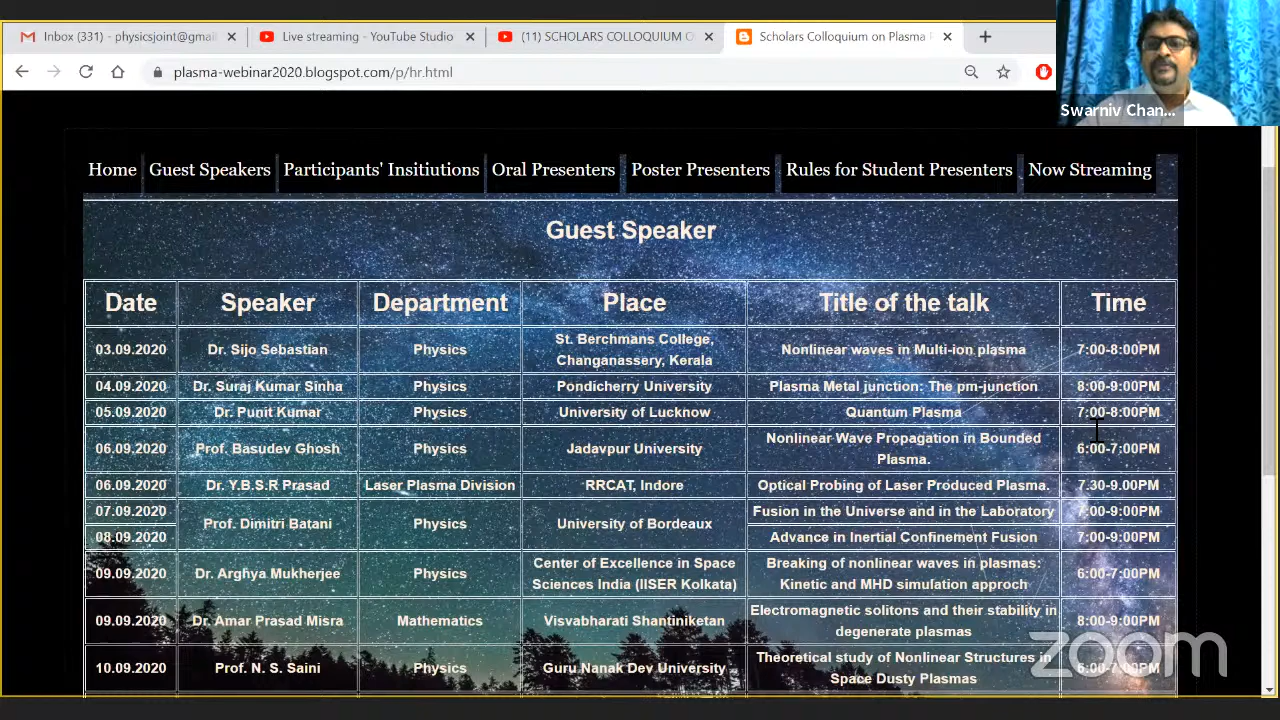 Inbox (331) - physicsjoint@gmai
Live streaming - YouTube Studio
(11) SCHOLARS COLLOQUIUM O
Scholars Colloquium on Plasma
plasma-webinar2020.blogspot.com/p/hr.html
Swarniv Chan...
Home
Guest Speakers
Participants' Insitiutions
Oral Presenters
Poster Presenters
Rules for Student Presenters
Now Streaming
Guest Speaker
Date Speaker Department Place Title of the talk Time
03.09.2020 Dr. Sijo Sebastian Physics St. Berchmans College, Changanassery, Kerala Nonlinear waves in Multi-ion plasma 7:00-8:00PM
04.09.2020 Dr. Suraj Kumar Sinha Physics Pondicherry University Plasma Metal junction: The pm-junction 8:00-9:00PM
05.09.2020 Dr. Punit Kumar Physics University of Lucknow Quantum Plasma 7:00-8:00PM
06.09.2020 Prof. Basudev Ghosh Physics Jadavpur University Nonlinear Wave Propagation in Bounded Plasma. 6:00-7:00PM
06.09.2020 Dr. Y.B.S.R Prasad Laser Plasma Division RRCAT, Indore Optical Probing of Laser Produced Plasma. 7.30-9.00PM
07.09.2020 Prof. Dimitri Batani Physics University of Bordeaux Fusion in the Universe and in the Laboratory 7:00-9:00PM
08.09.2020 Advance in Inertial Confinement Fusion 7:00-9:00PM
09.09.2020 Dr. Arghya Mukherjee Physics Center of Excellence in Space Sciences India (IISER Kolkata) Breaking of nonlinear waves in plasmas: Kinetic and MHD simulation approch 6:00-7:00PM
09.09.2020 Dr. Amar Prasad Misra Mathematics Visvabharati Shantiniketan Electromagnetic solitons and their stability in degenerate plasmas 8:00-9:00PM
10.09.2020 Prof. N. S. Saini Physics Guru Nanak Dev University Theoretical study of Nonlinear Structures in Space Dusty Plasmas 6:00-7:00PM
zoom